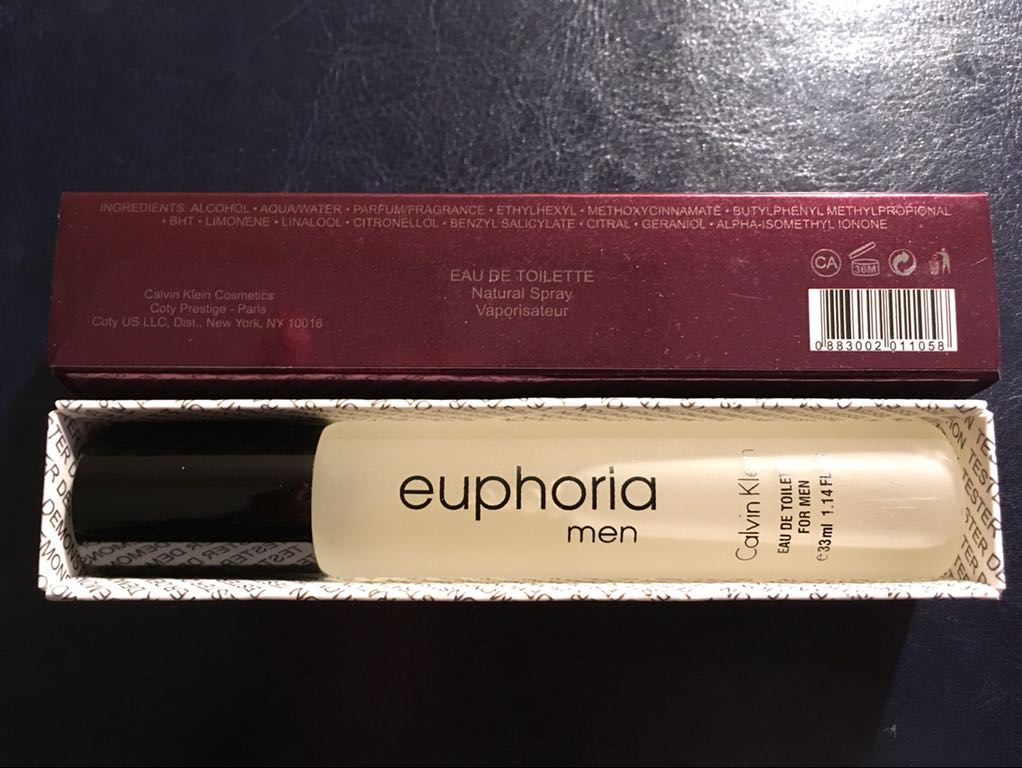 INGREDIENTS: ALCOHOL • AQUA/WATER • PARFUM/FRAGRANCE • ETHYLHEXYL • METHOXYCINNAMATE • BUTYLPHENYL METHYLPROPIONAL
• BHT • LIMONENE • LINALOOL • CITRONELLOL • BENZYL SALICYLATE • CITRAL • GERANIOL • ALPHA-ISOMETHYL IONONE
CA
36M
EAU DE TOILETTE
Natural Spray
Vaporisateur
Calvin Klein Cosmetics
Coty Prestige - Paris
Coty US LLC, Dist., New York, NY 10016
0883002 011058
euphoria
men
Calvin Klein
EAU DE TOILET
FOR MEN
e 33ml 1.14 FL
TESTER